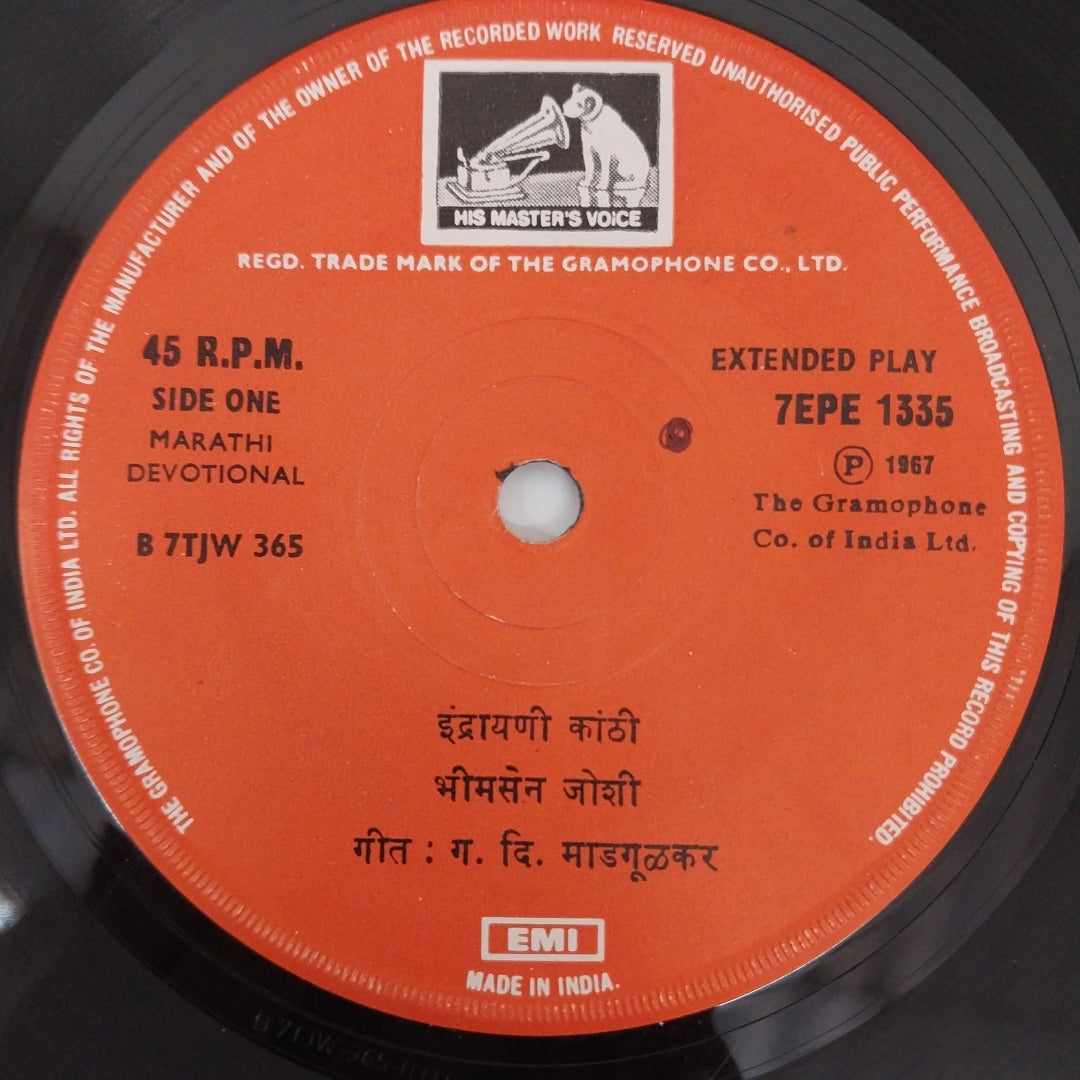 THE GRAMOPHONE CO. OF INDIA LTD. ALL RIGHTS OF THE MANUFACTURER AND OF THE OWNER OF THE RECORDED WORK RESERVED UNAUTHORISED PUBLIC PERFORMANCE BROADCASTING AND COPYING OF THIS RECORD PROHIBITED.
HIS MASTER'S VOICE
REGD. TRADE MARK OF THE GRAMOPHONE CO., LTD.
45 R.P.M.
SIDE ONE
MARATHI
DEVOTIONAL
B 7TJW 365
EXTENDED PLAY
7EPE 1335
Ⓟ 1967
The Gramophone
Co. of India Ltd.
इंद्रायणी कांठी
भीमसेन जोशी
गीत : ग. दि. माडगूळकर
EMI
MADE IN INDIA.